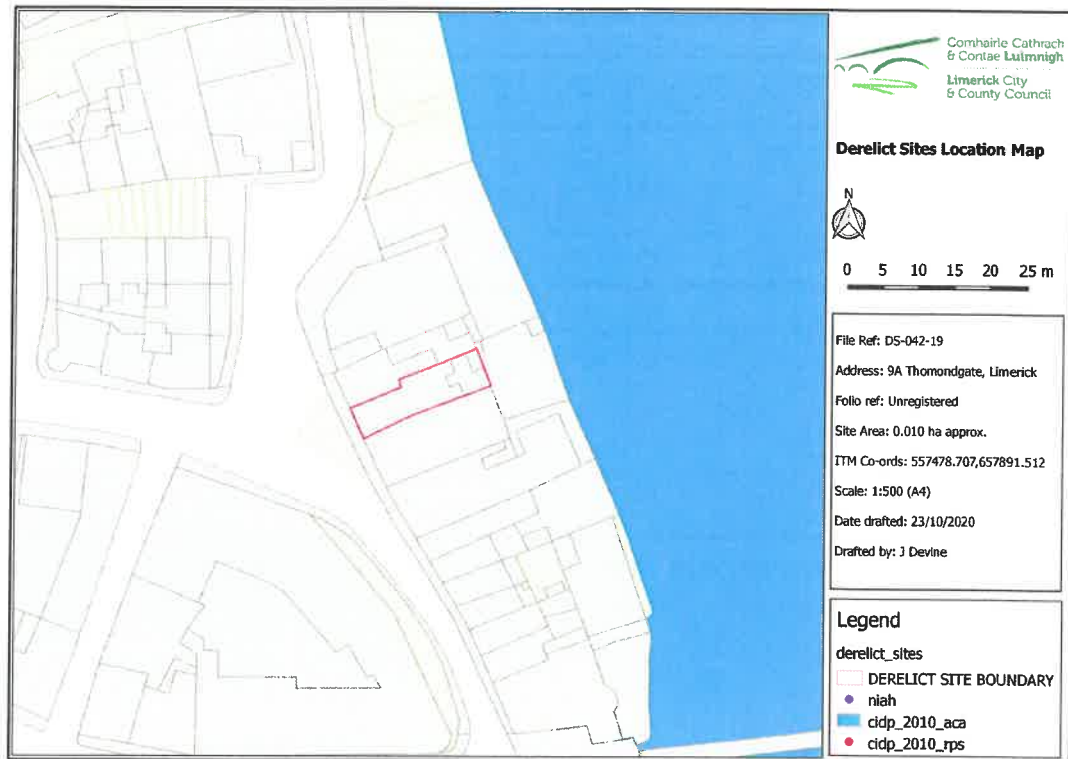 Comhairle Cathrach
& Contae Luimnigh
Limerick City
& County Council
Derelict Sites Location Map
N
0 5 10 15 20 25 m
File Ref: DS-042-19
Address: 9A Thomondgate, Limerick
Folio ref: Unregistered
Site Area: 0.010 ha approx.
ITM Co-ords: 557478.707,657891.512
Scale: 1:500 (A4)
Date drafted: 23/10/2020
Drafted by: J Devine
Legend
derelict_sites
DERELICT SITE BOUNDARY
niah
cidp_2010_aca
cidp_2010_rps